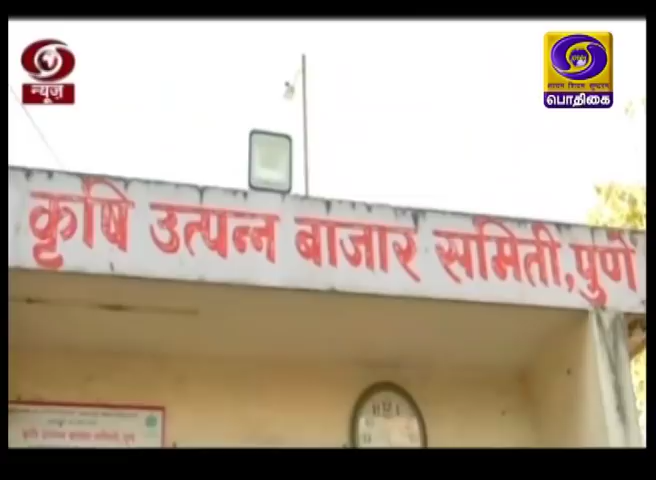 न्यूज़
பொதிகை
कृषि उत्पन्न बाजार समिती, पुणे